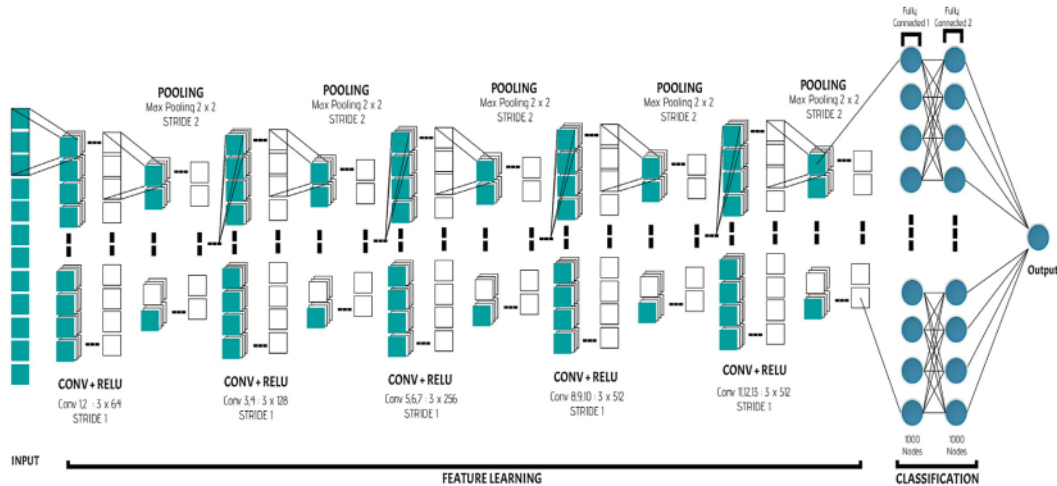 Fully
Connected 1
Fully
Connected 2
POOLING
Max Pooling 2 x 2
STRIDE 2
POOLING
Max Pooling 2 x 2
STRIDE 2
POOLING
Max Pooling 2 x 2
STRIDE 2
POOLING
Max Pooling 2 x 2
STRIDE 2
POOLING
Max Pooling 2 x 2
STRIDE 2
Output
CONV + RELU
Conv 1,2 : 3 x 64
STRIDE 1
CONV + RELU
Conv 3,4 : 3 x 128
STRIDE 1
CONV + RELU
Conv 5,6,7 : 3 x 256
STRIDE 1
CONV + RELU
Conv 8,9,10 : 3 x 512
STRIDE 1
CONV + RELU
Conv 11,12,13 : 3 x 512
STRIDE 1
1000
Nodes
1000
Nodes
INPUT
FEATURE LEARNING
CLASSIFICATION